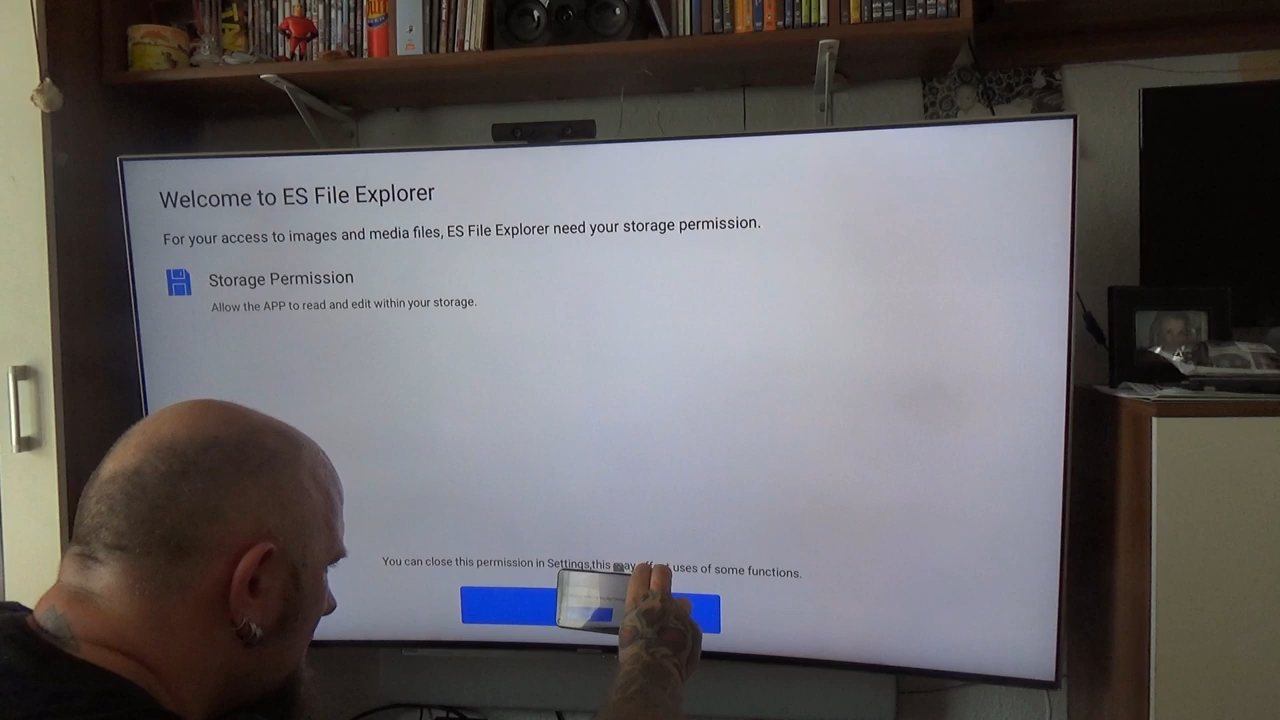 Welcome to ES File Explorer
For your access to images and media files, ES File Explorer need your storage permission.
Storage Permission
Allow the APP to read and edit within your storage.
You can close this permission in Settings,this may uses of some functions.